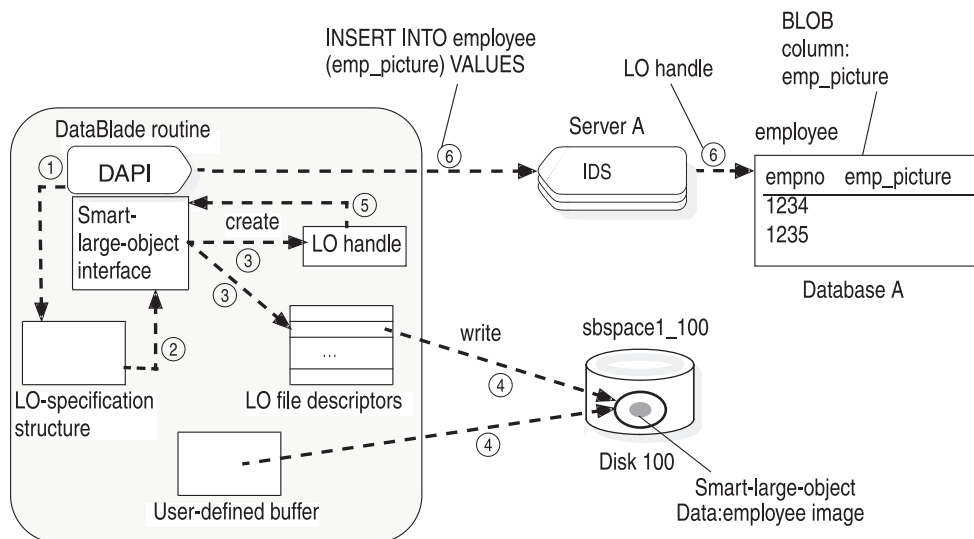 INSERT INTO employee
(emp_picture) VALUES
BLOB
column:
emp_picture
LO handle
DataBlade routine
Server A
employee
1
DAPI
6
IDS
6
empno emp_picture
1234
1235
Smart-
large-object
interface
create
5
3
LO handle
3
Database A
2
...
write
4
sbspace1_100
LO-specification
structure
LO file descriptors
4
Disk 100
User-defined buffer
Smart-large-object
Data:employee image